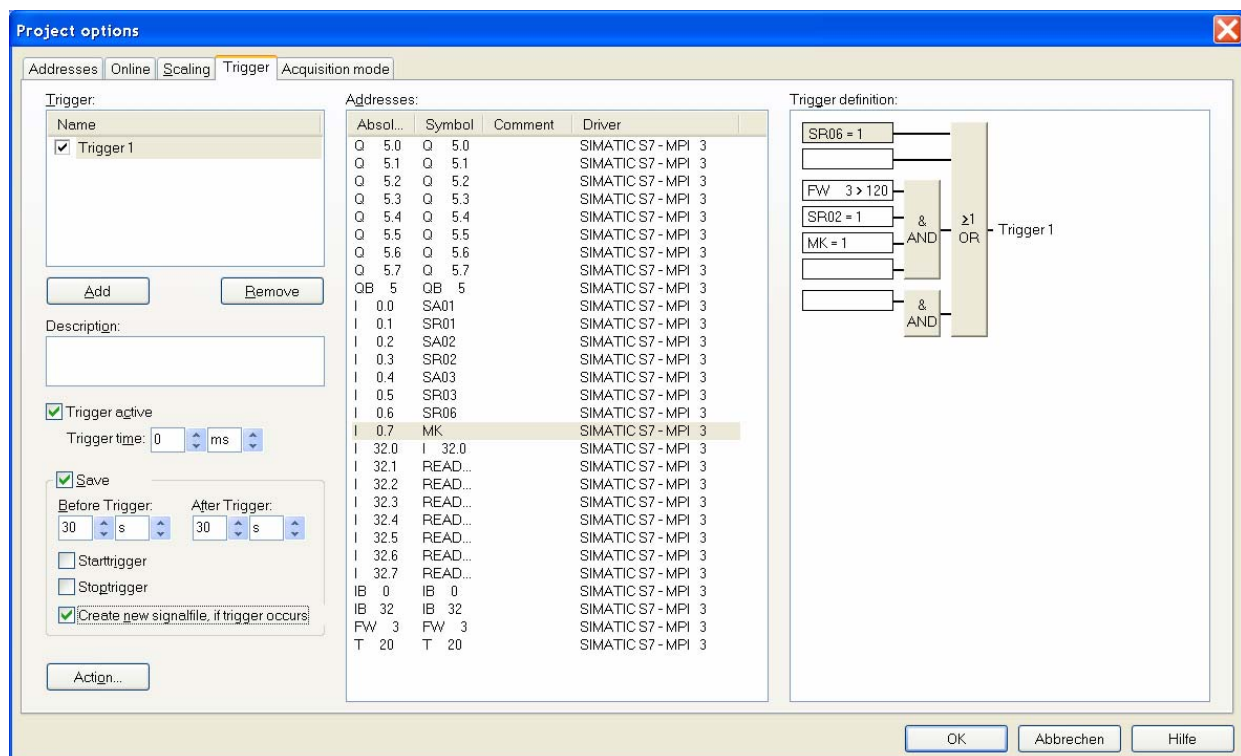 Project options
Addresses Online Scaling Trigger Acquisition mode
Trigger:
Name
Trigger 1
Add Remove
Description:
Trigger active
Trigger time: 0 ms
Save
Before Trigger: After Trigger:
30 s 30 s
Starttrigger
Stoptrigger
Create new signalfile, if trigger occurs
Action...
Addresses:
Absol... Symbol Comment Driver
Q 5.0 Q 5.0 SIMATIC S7 - MPI 3
Q 5.1 Q 5.1 SIMATIC S7 - MPI 3
Q 5.2 Q 5.2 SIMATIC S7 - MPI 3
Q 5.3 Q 5.3 SIMATIC S7 - MPI 3
Q 5.4 Q 5.4 SIMATIC S7 - MPI 3
Q 5.5 Q 5.5 SIMATIC S7 - MPI 3
Q 5.6 Q 5.6 SIMATIC S7 - MPI 3
Q 5.7 Q 5.7 SIMATIC S7 - MPI 3
QB 5 QB 5 SIMATIC S7 - MPI 3
I 0.0 SA01 SIMATIC S7 - MPI 3
I 0.1 SR01 SIMATIC S7 - MPI 3
I 0.2 SA02 SIMATIC S7 - MPI 3
I 0.3 SR02 SIMATIC S7 - MPI 3
I 0.4 SA03 SIMATIC S7 - MPI 3
I 0.5 SR03 SIMATIC S7 - MPI 3
I 0.6 SR06 SIMATIC S7 - MPI 3
I 0.7 MK SIMATIC S7 - MPI 3
I 32.0 I 32.0 SIMATIC S7 - MPI 3
I 32.1 READ... SIMATIC S7 - MPI 3
I 32.2 READ... SIMATIC S7 - MPI 3
I 32.3 READ... SIMATIC S7 - MPI 3
I 32.4 READ... SIMATIC S7 - MPI 3
I 32.5 READ... SIMATIC S7 - MPI 3
I 32.6 READ... SIMATIC S7 - MPI 3
I 32.7 READ... SIMATIC S7 - MPI 3
IB 0 IB 0 SIMATIC S7 - MPI 3
IB 32 IB 32 SIMATIC S7 - MPI 3
FW 3 FW 3 SIMATIC S7 - MPI 3
T 20 T 20 SIMATIC S7 - MPI 3
Trigger definition:
SR06 = 1
FW 3 > 120
SR02 = 1
MK = 1
&
AND
&
AND
≥1
OR
Trigger 1
OK Abbrechen Hilfe